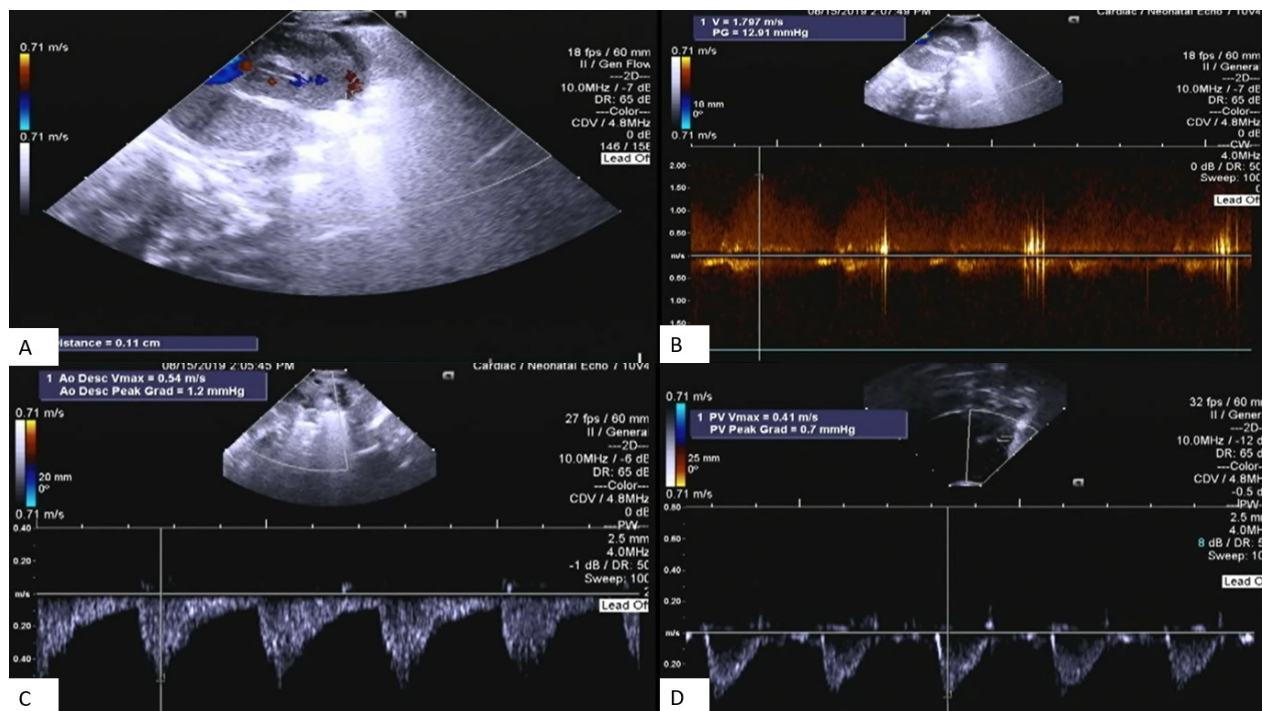 0.71 m/s
0.71 m/s
18 fps / 60 mm
II / Gen Flow
---2D---
10.0MHz / -7 dB
DR: 65 dB
---Color---
CDV / 4.8MHz
0 dB
Lead Of
A
istance = 0.11 cm
08/15/2019 2:07:49 PM
Cardiac / Neonatal Echo / 10V4
1 V = 1.797 m/s
PG = 12.91 mmHg
0.71 m/s
18 mm
0°
0.71 m/s
18 fps / 60 mm
II / General
---2D---
10.0MHz / -7 dB
DR: 65 dB
---Color---
CDV / 4.8MHz
0 dB
---CW---
4.0MHz
0 dB / DR: 50
Sweep: 100
0
Lead Of
2.00
1.50
1.00
0.50
m/s
0.50
1.00
1.50
B
08/15/2019 2:05:45 PM
Cardiac / Neonatal Echo / 10V4
1 Ao Desc Vmax = 0.54 m/s
Ao Desc Peak Grad = 1.2 mmHg
0.71 m/s
20 mm
0°
0.71 m/s
27 fps / 60 mm
II / General
---2D---
10.0MHz / -6 dB
DR: 65 dB
---Color---
CDV / 4.8MHz
0 dB
---PW---
2.5 mm
4.0MHz
-1 dB / DR: 50
Sweep: 100
Lead Of
0.40
0.20
m/s
0.20
0.40
C
1 PV Vmax = 0.41 m/s
PV Peak Grad = 0.7 mmHg
0.71 m/s
25 mm
0°
0.71 m/s
32 fps / 60 mm
II / General
---2D---
10.0MHz / -12 d
DR: 65 dB
---Color---
CDV / 4.8MHz
-0.5 d
---PW---
2.5 mm
4.0MHz
8 dB / DR: 5
Sweep: 10
Lead O
0.80
0.60
0.40
0.20
m/s
0.20
D